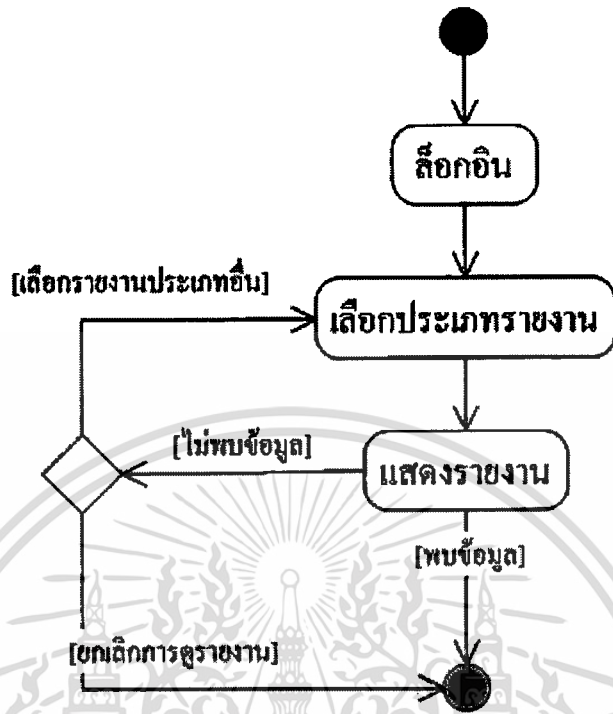 ล็อกอิน
[เลือกรายงานประเภทอื่น]
เลือกประเภทรายงาน
[ไม่พบข้อมูล]
แสดงรายงาน
[พบข้อมูล]
[ยกเลิกการดูรายงาน]